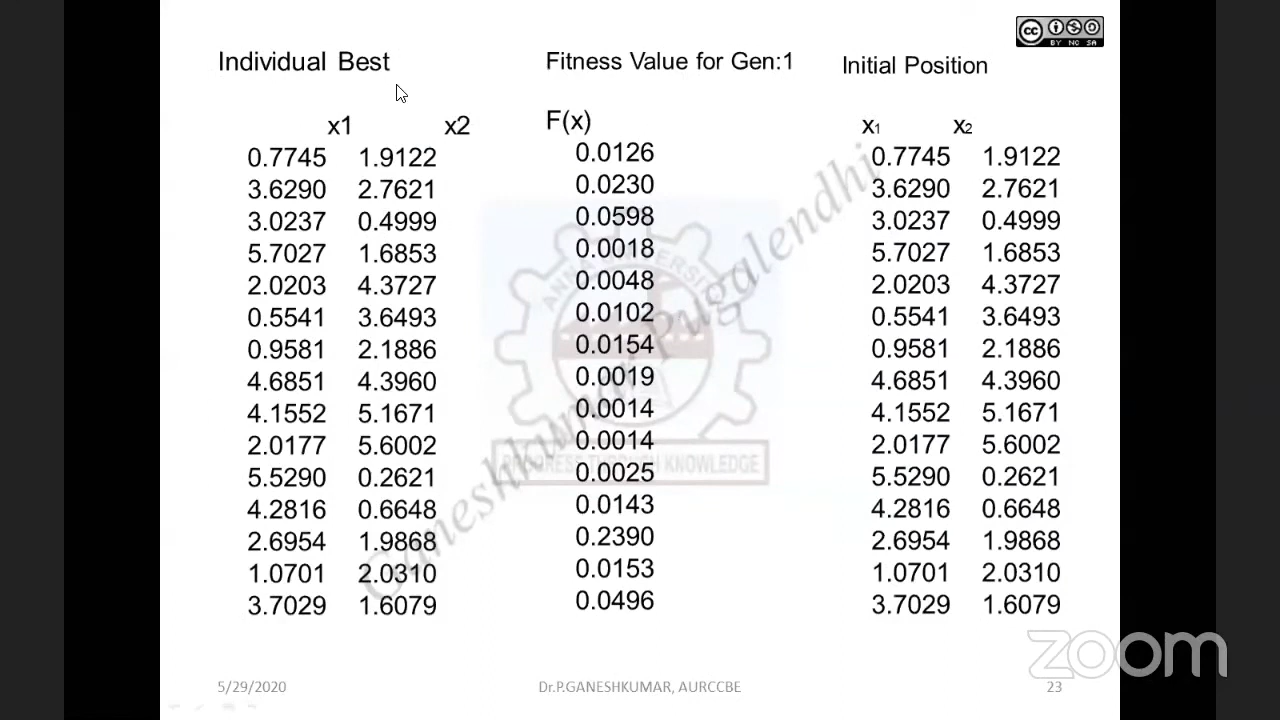 cc BY NC SA
Individual Best Fitness Value for Gen:1 Initial Position
x1 x2 F(x) x1 x2
0.7745 1.9122 0.0126 0.7745 1.9122
3.6290 2.7621 0.0230 3.6290 2.7621
3.0237 0.4999 0.0598 3.0237 0.4999
5.7027 1.6853 0.0018 5.7027 1.6853
2.0203 4.3727 0.0048 2.0203 4.3727
0.5541 3.6493 0.0102 0.5541 3.6493
0.9581 2.1886 0.0154 0.9581 2.1886
4.6851 4.3960 0.0019 4.6851 4.3960
4.1552 5.1671 0.0014 4.1552 5.1671
2.0177 5.6002 0.0014 2.0177 5.6002
5.5290 0.2621 0.0025 5.5290 0.2621
4.2816 0.6648 0.0143 4.2816 0.6648
2.6954 1.9868 0.2390 2.6954 1.9868
1.0701 2.0310 0.0153 1.0701 2.0310
3.7029 1.6079 0.0496 3.7029 1.6079
Ganeshkumar Pugalendhi
PROGRESS THROUGH KNOWLEDGE
zoom
5/29/2020 Dr.P.GANESHKUMAR, AURCCBE 23